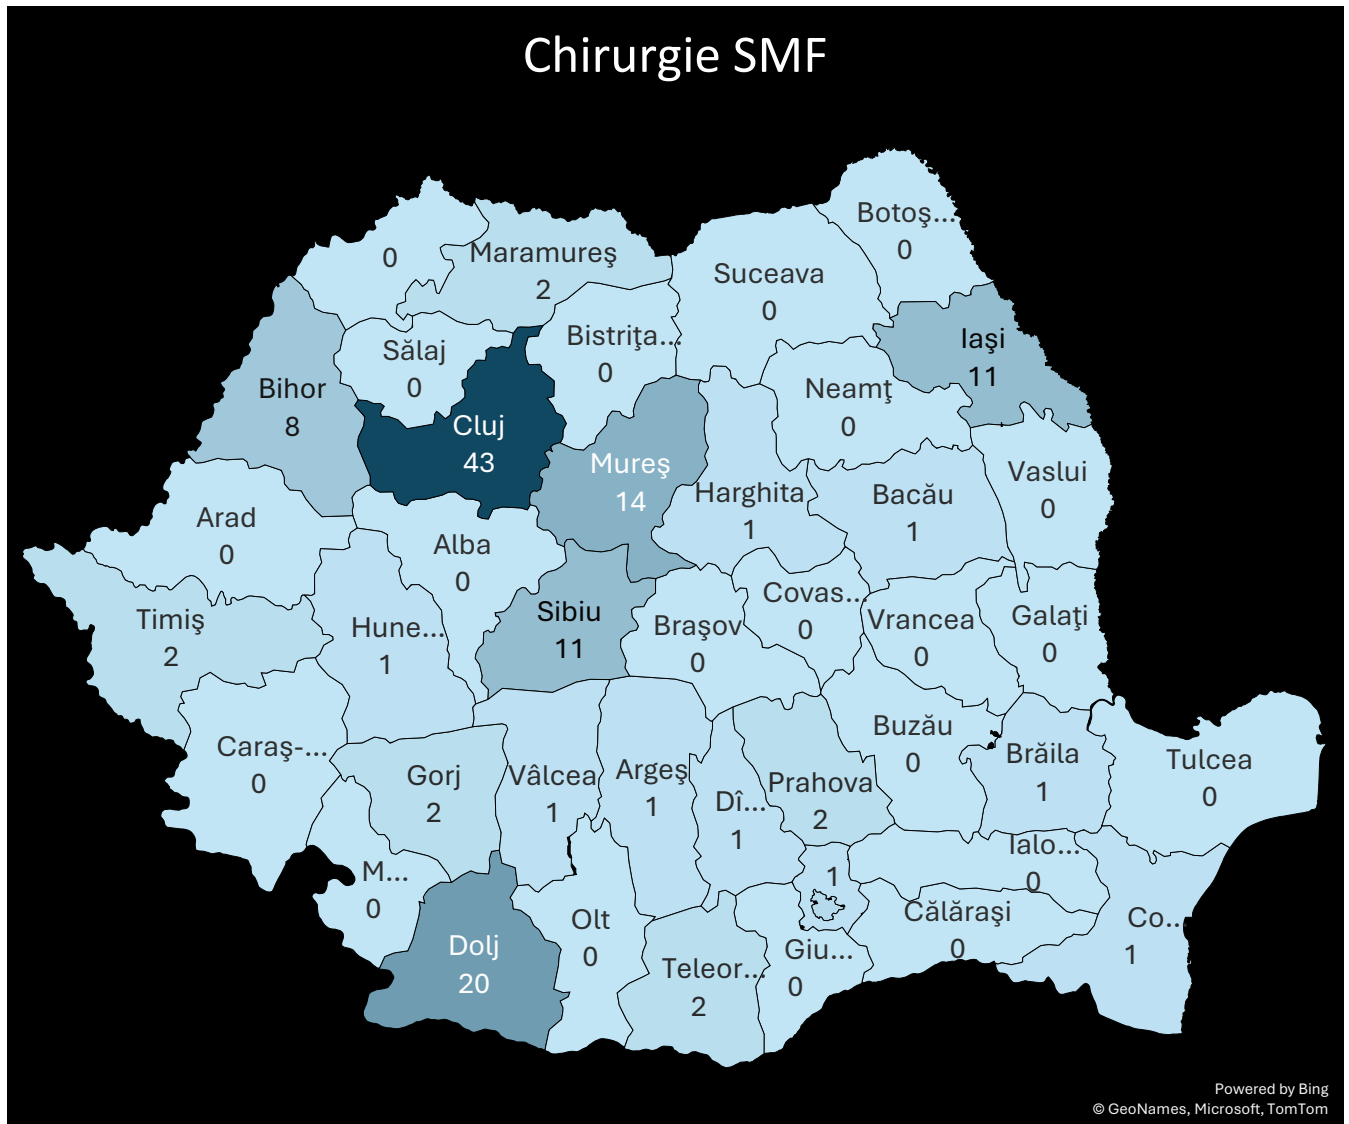 Chirurgie SMF
Botoş...
0
0
Maramureş
2
Suceava
0
Iaşi
11
Bistriţa...
0
Sălaj
0
Bihor
8
Neamţ
0
Cluj
43
Mureş
14
Vaslui
0
Harghita
1
Bacău
1
Arad
0
Alba
0
Covas...
0
Sibiu
11
Timiş
2
Hune...
1
Braşov
0
Vrancea
0
Galaţi
0
Buzău
0
Caraş-...
0
Brăila
1
Tulcea
0
Gorj
2
Vâlcea
1
Argeş
1
Prahova
2
Dî...
1
Ialo...
0
M...
0
1
Călăraşi
0
Co...
1
Olt
0
Dolj
20
Giu...
0
Teleor...
2
Powered by Bing
© GeoNames, Microsoft, TomTom